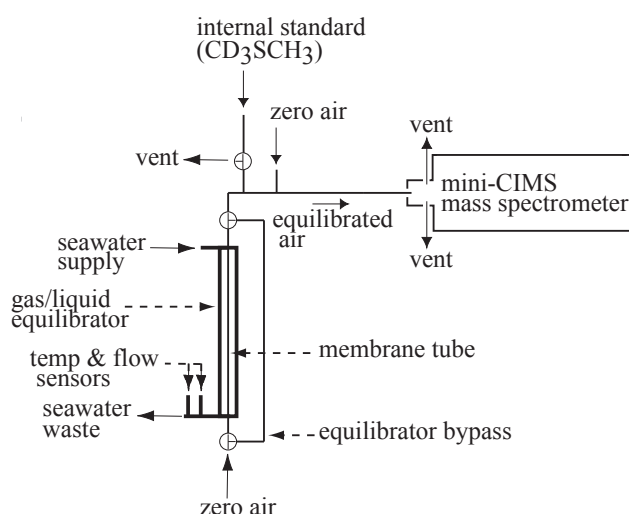 internal standard
(CD3SCH3)
zero air
vent
vent
mini-CIMS
mass spectrometer
equilibrated
air
vent
seawater
supply
gas/liquid
equilibrator
membrane tube
temp & flow
sensors
seawater
waste
equilibrator bypass
zero air